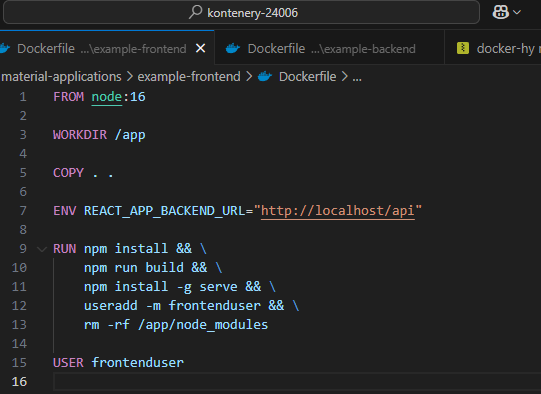 kontenery-24006
Dockerfile ...\example-frontend
Dockerfile ...\example-backend
docker-hy
material-applications > example-frontend > Dockerfile > ...
1 FROM node:16
2
3 WORKDIR /app
4
5 COPY . .
6
7 ENV REACT_APP_BACKEND_URL="http://localhost/api"
8
9 RUN npm install && \
10 npm run build && \
11 npm install -g serve && \
12 useradd -m frontenduser && \
13 rm -rf /app/node_modules
14
15 USER frontenduser
16